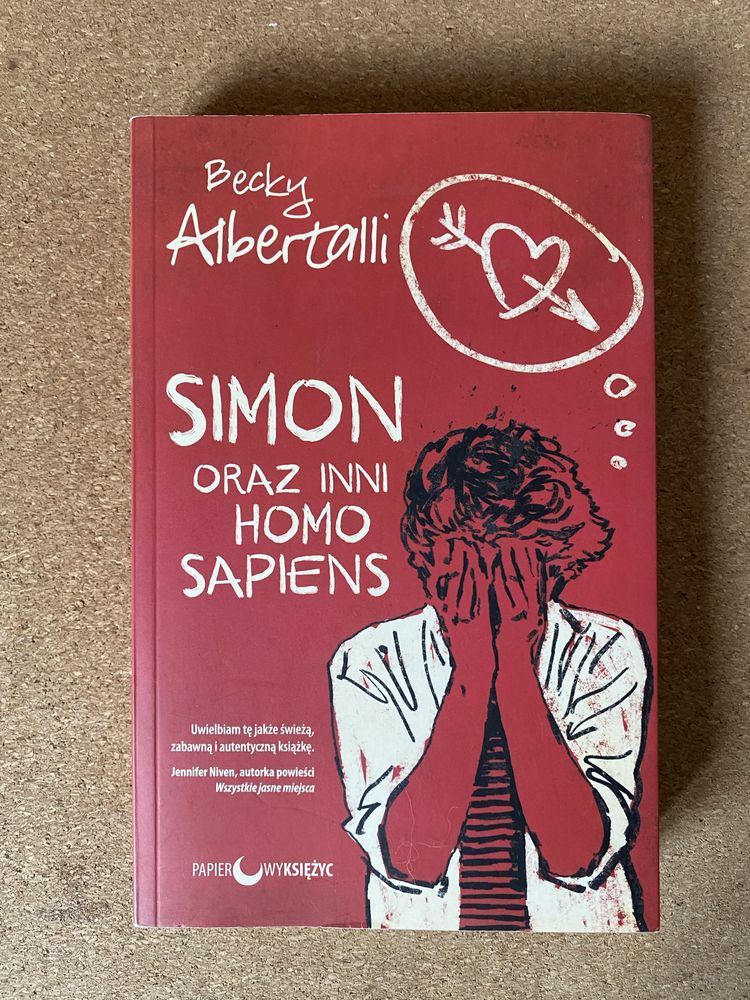 Becky
Albertalli
SIMON
ORAZ INNI
HOMO
SAPIENS
Uwielbiam tę jakże świeżą,
zabawną i autentyczną książkę.
Jennifer Niven, autorka powieści
Wszystkie jasne miejsca
PAPIEROWYKSIĘŻYC